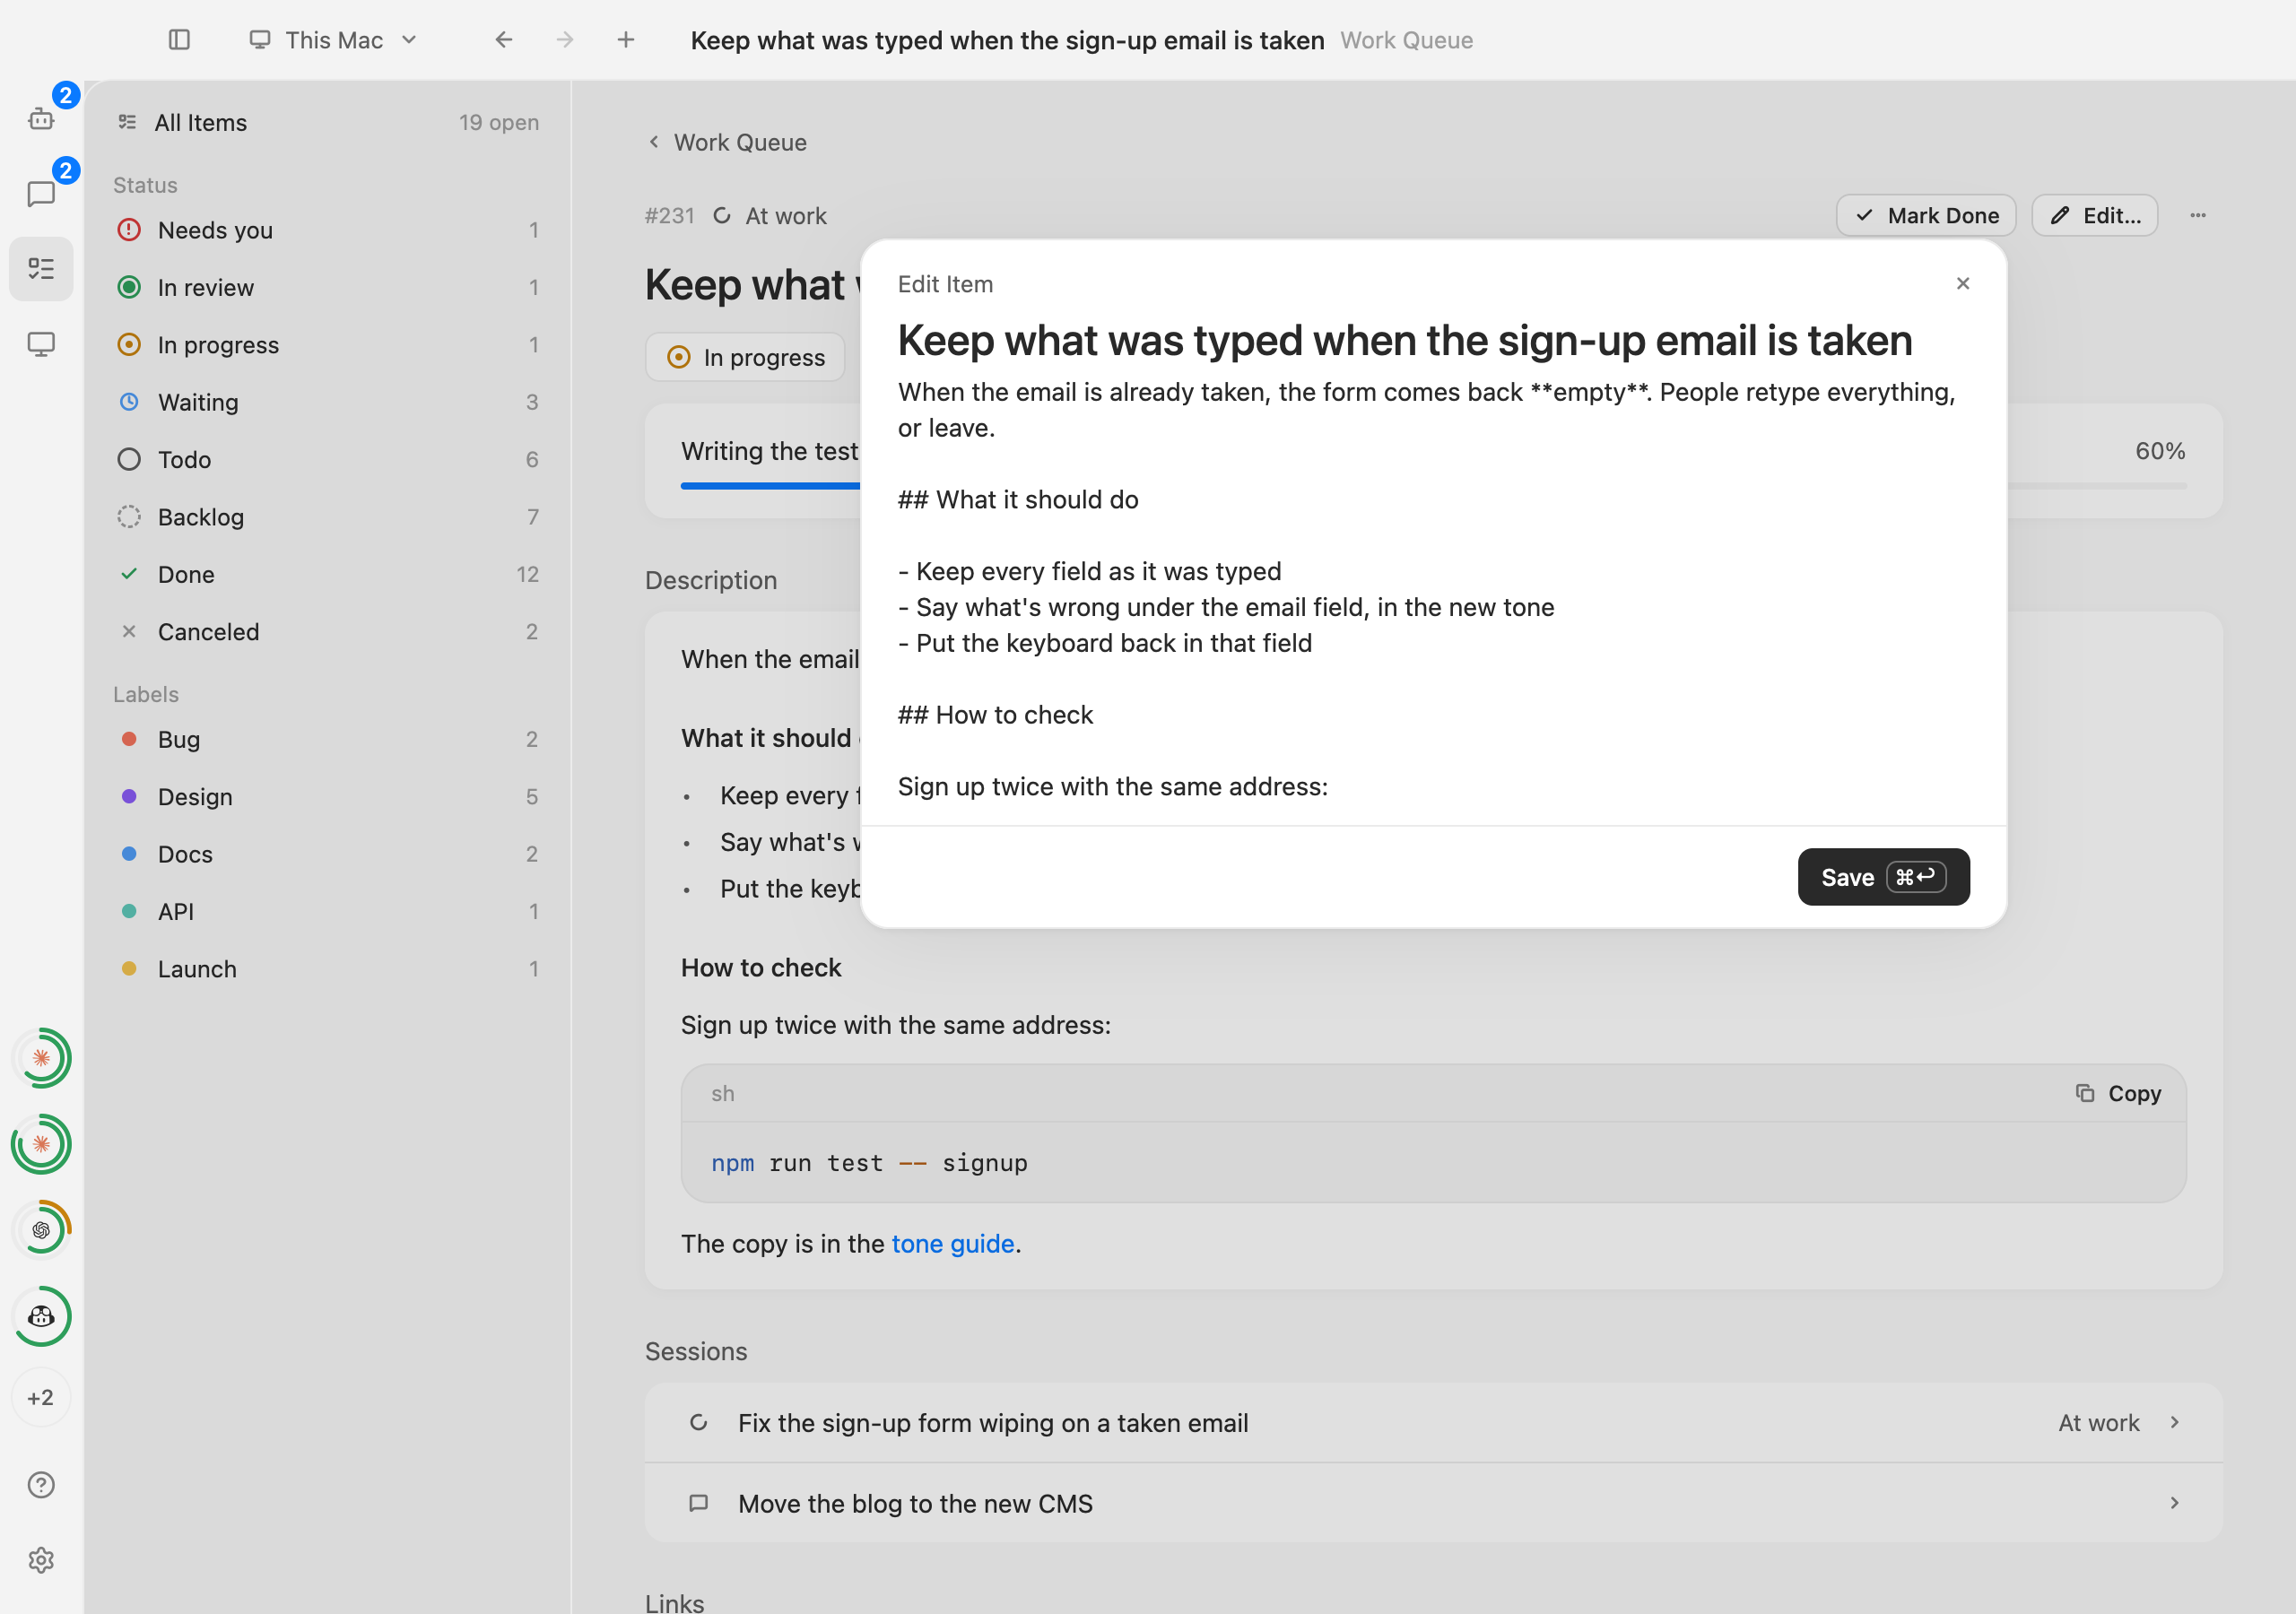 This Mac
Keep what was typed when the sign-up email is taken Work Queue
2
2
All Items 19 open
Status
Needs you 1
In review 1
In progress 1
Waiting 3
Todo 6
Backlog 7
Done 12
Canceled 2
Labels
Bug 2
Design 5
Docs 2
API 1
Launch 1
+2
Work Queue
#231 At work
Mark Done
Edit...
Keep what
In progress
Writing the test
60%
Description
When the email
What it should
Keep every
Say what's
Put the keyb
How to check
Sign up twice with the same address:
sh
Copy
npm run test -- signup
The copy is in the tone guide.
Sessions
Fix the sign-up form wiping on a taken email At work
Move the blog to the new CMS
Links
Edit Item
Keep what was typed when the sign-up email is taken
When the email is already taken, the form comes back **empty**. People retype everything,
or leave.
## What it should do
- Keep every field as it was typed
- Say what's wrong under the email field, in the new tone
- Put the keyboard back in that field
## How to check
Sign up twice with the same address:
Save ⌘↩